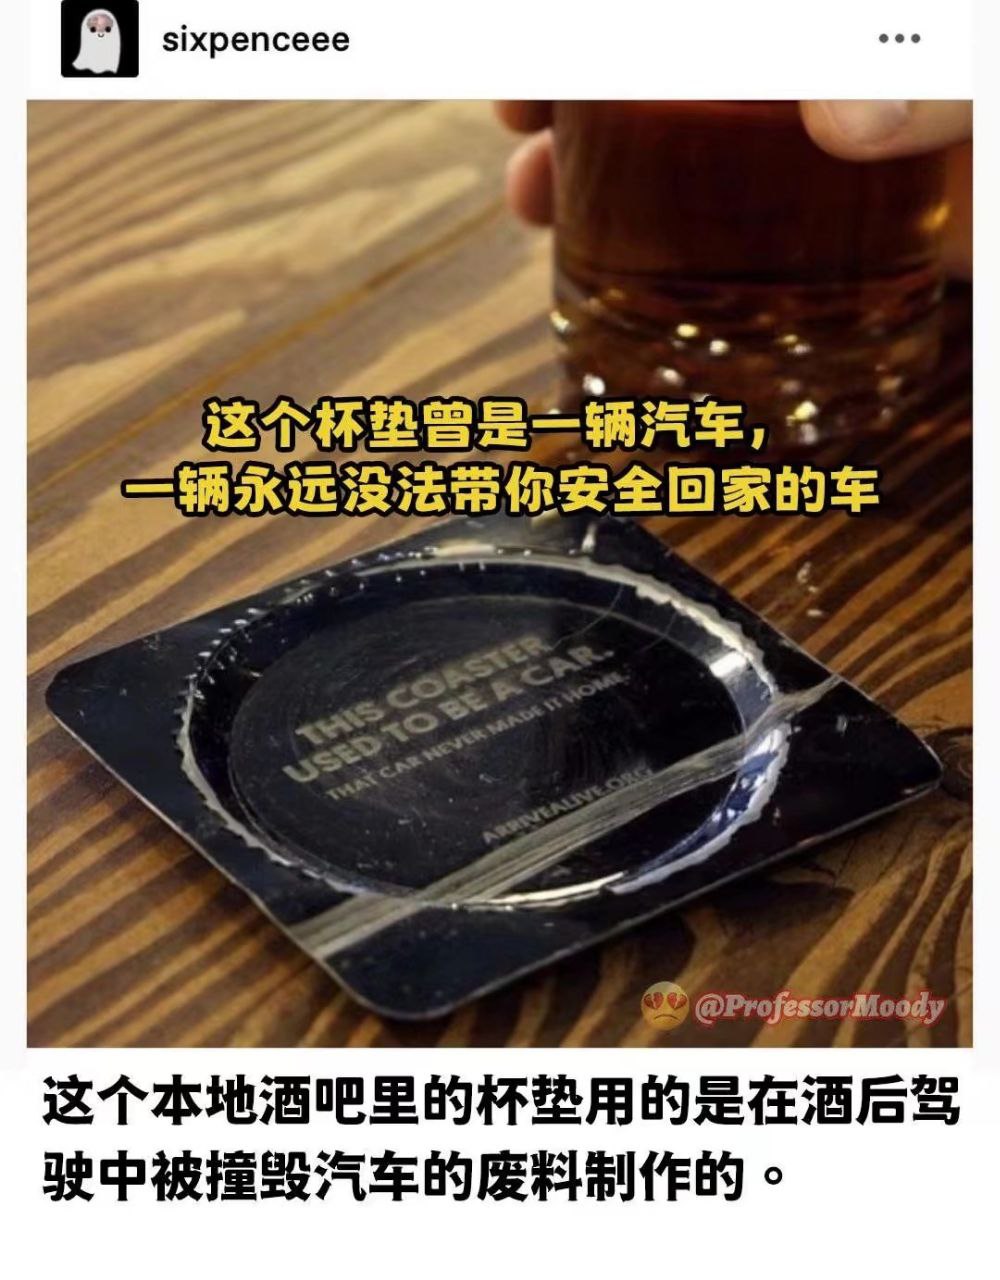 sixpenceee
这个杯垫曾是一辆汽车，
一辆永远没法带你安全回家的车
THIS COASTER
USED TO BE A CAR.
THAT CAR NEVER MADE IT HOME.
ARRIVEALIVE.ORG
@ProfessorMoody
这个本地酒吧里的杯垫用的是在酒后驾
驶中被撞毁汽车的废料制作的。